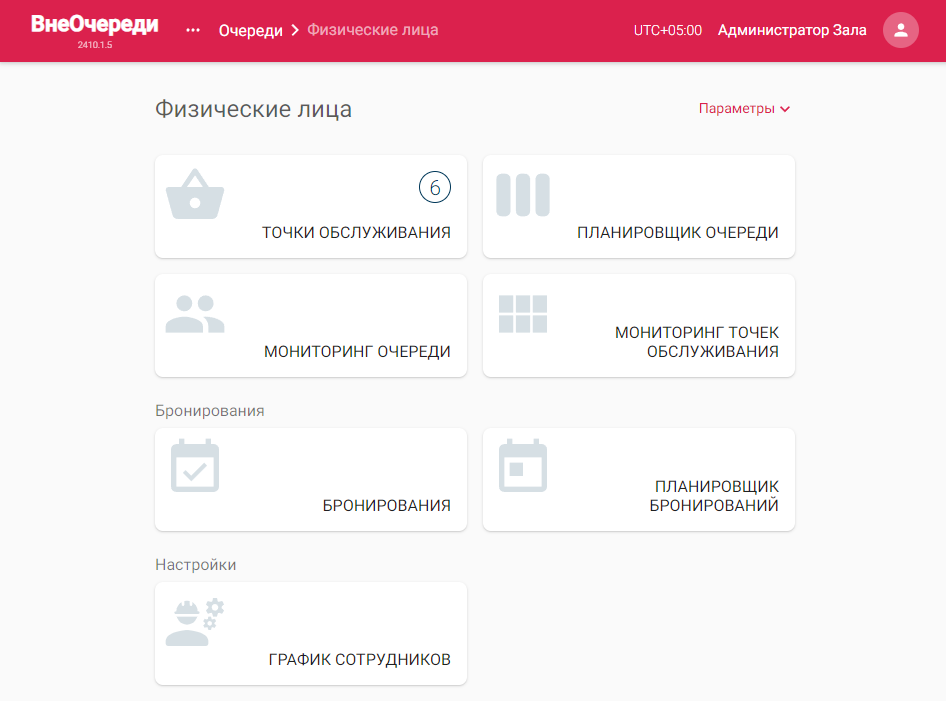 ВнеОчереди
2410.1.5
Очереди
Физические лица
UTC+05:00
Администратор Зала
Физические лица
Параметры
6
ТОЧКИ ОБСЛУЖИВАНИЯ
ПЛАНИРОВЩИК ОЧЕРЕДИ
МОНИТОРИНГ ОЧЕРЕДИ
МОНИТОРИНГ ТОЧЕК
ОБСЛУЖИВАНИЯ
Бронирования
БРОНИРОВАНИЯ
ПЛАНИРОВЩИК
БРОНИРОВАНИЙ
Настройки
ГРАФИК СОТРУДНИКОВ